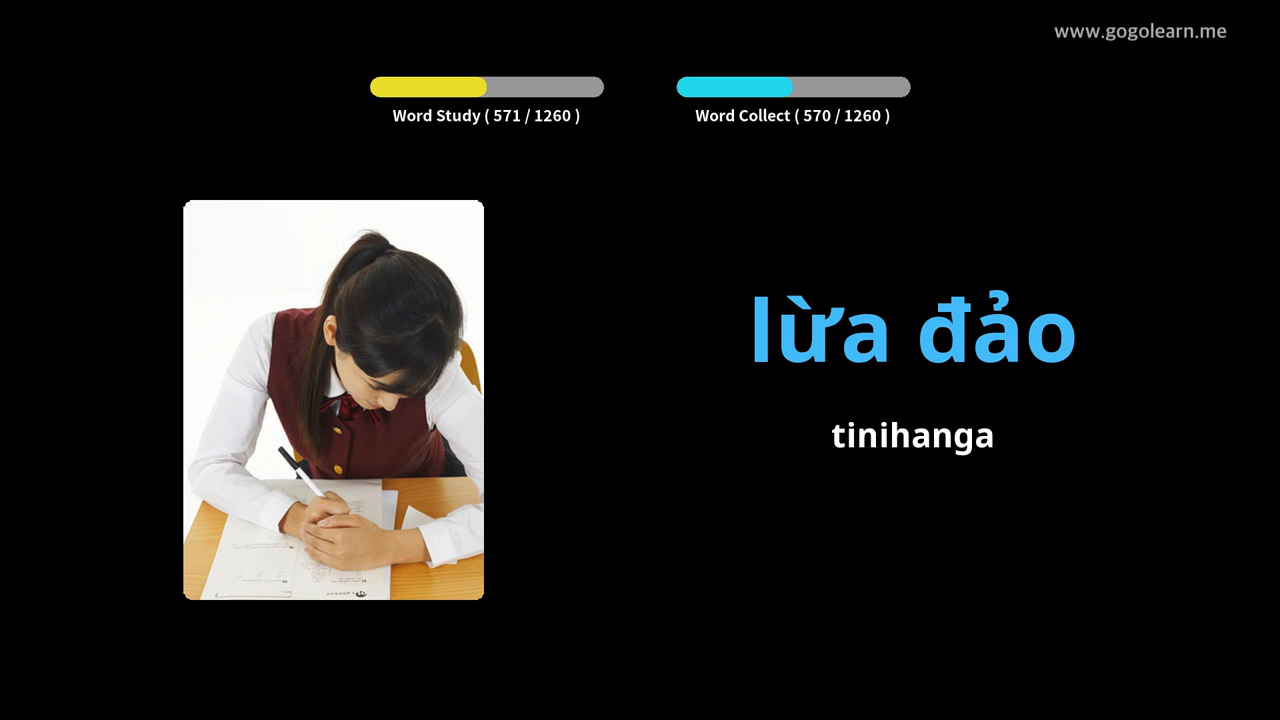 www.gogolearn.me
Word Study ( 571 / 1260 )
Word Collect ( 570 / 1260 )
lừa đảo
tinihanga